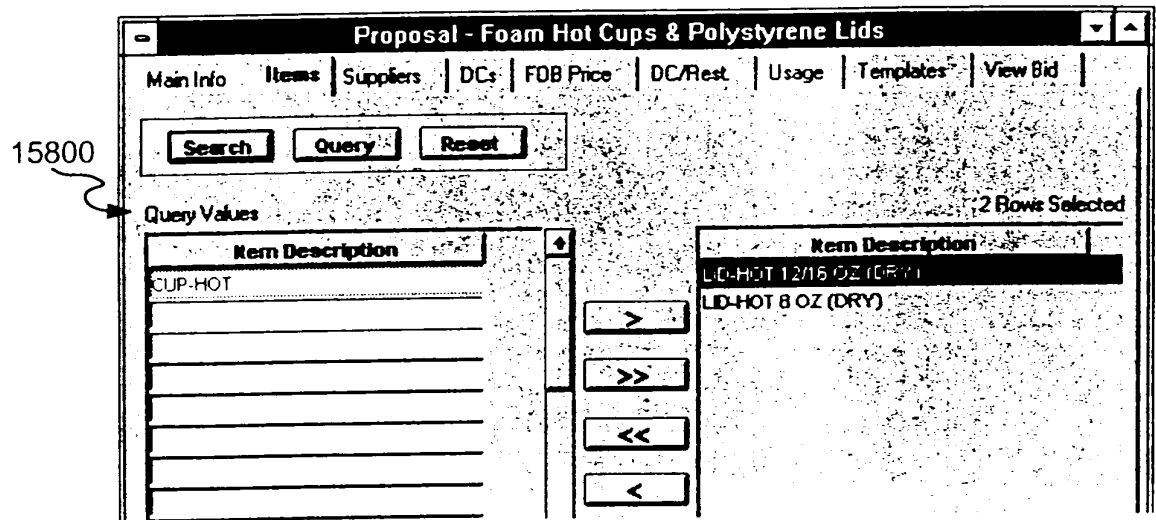 Proposal - Foam Hot Cups & Polystyrene Lids
Main Info Items Suppliers DCs FOB Price DC/Rest. Usage Templates View Bid
Search Query Reset
15800
Query Values 2 Rows Selected
Item Description Item Description
CUP-HOT LID-HOT 12/16 OZ (DRY)
LID-HOT 8 OZ (DRY)
>
>>
<<
<